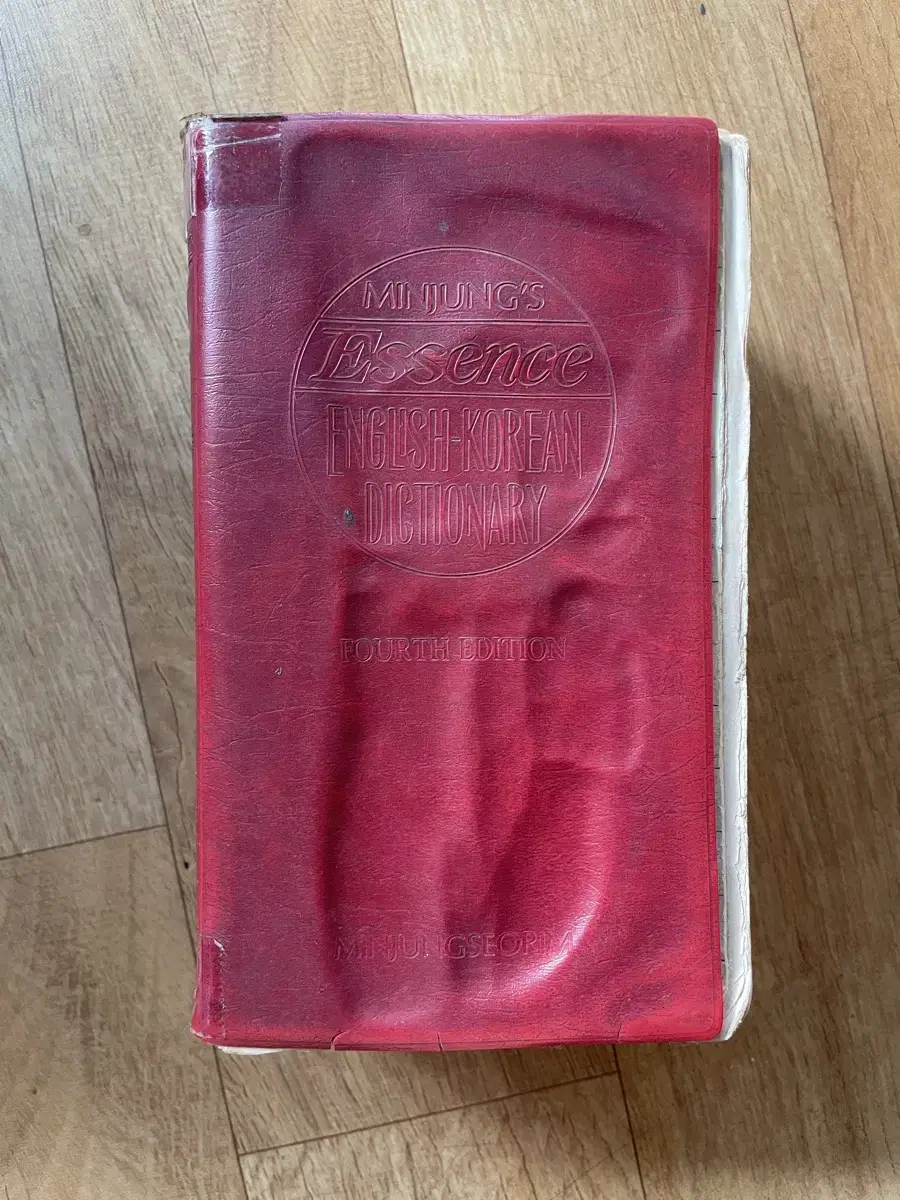 MINJUNG'S
Essence
ENGLISH-KOREAN
DICTIONARY
FOURTH EDITION
MINJUNGSEORIM